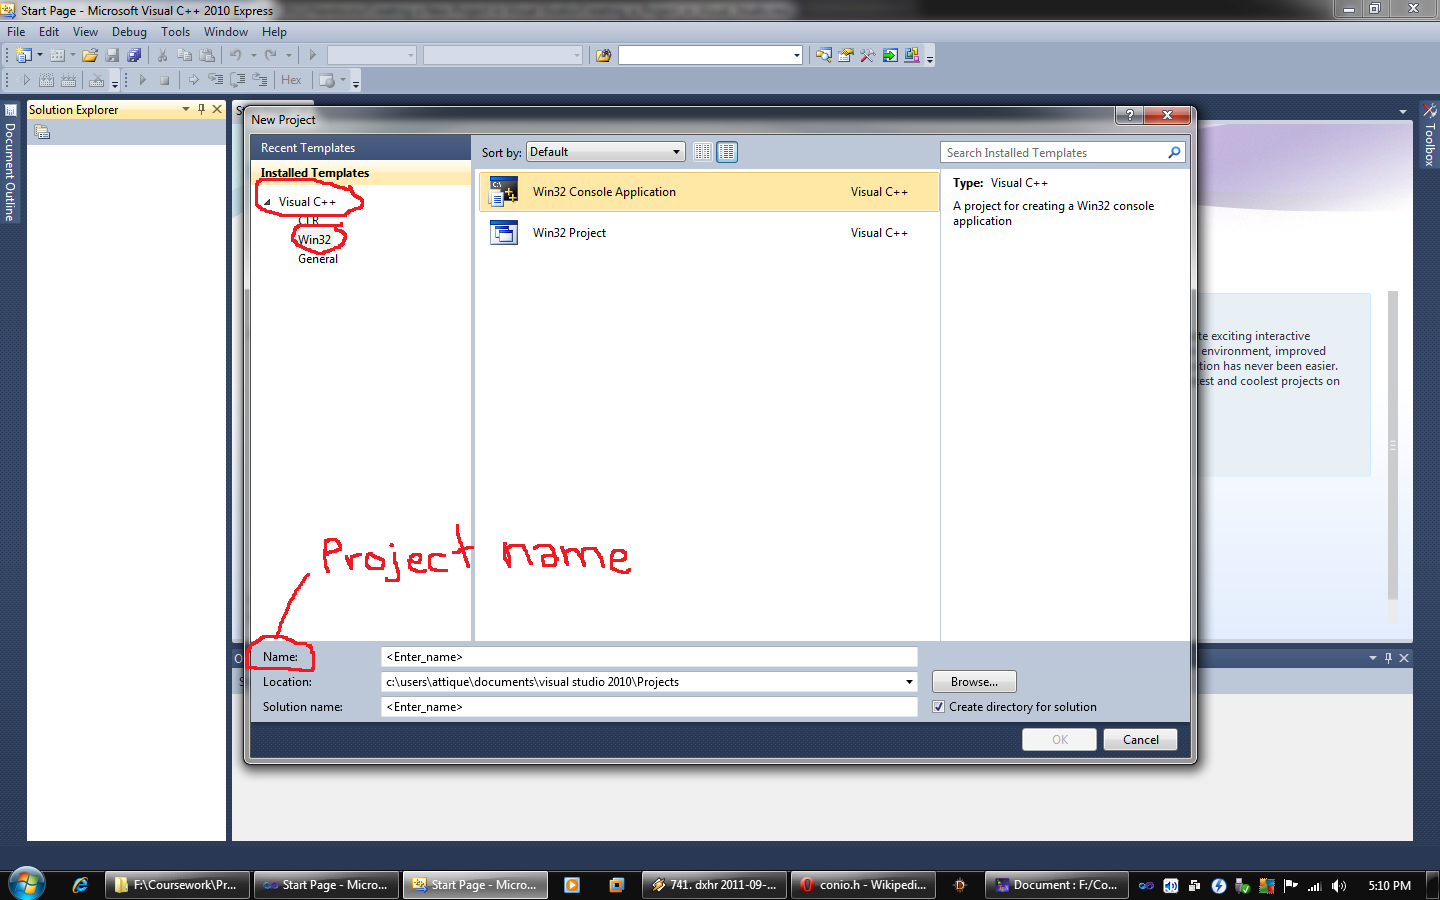 Start Page - Microsoft Visual C++ 2010 Express
File Edit View Debug Tools Window Help
Hex
Solution Explorer
Document Outline
Toolbox
New Project
Recent Templates
Installed Templates
Visual C++
CLR
Win32
General
Sort by: Default
Search Installed Templates
Win32 Console Application Visual C++
Win32 Project Visual C++
Type: Visual C++
A project for creating a Win32 console
application
te exciting interactive
environment, improved
tion has never been easier.
est and coolest projects on
Project name
Name: <Enter_name>
Location: c:\users\attique\documents\visual studio 2010\Projects Browse...
Solution name: <Enter_name> Create directory for solution
OK Cancel
F:\Coursework\Pr... Start Page - Micro... Start Page - Micro... 741. dxhr 2011-09-... conio.h - Wikipedi... Document : F:/Co... 5:10 PM